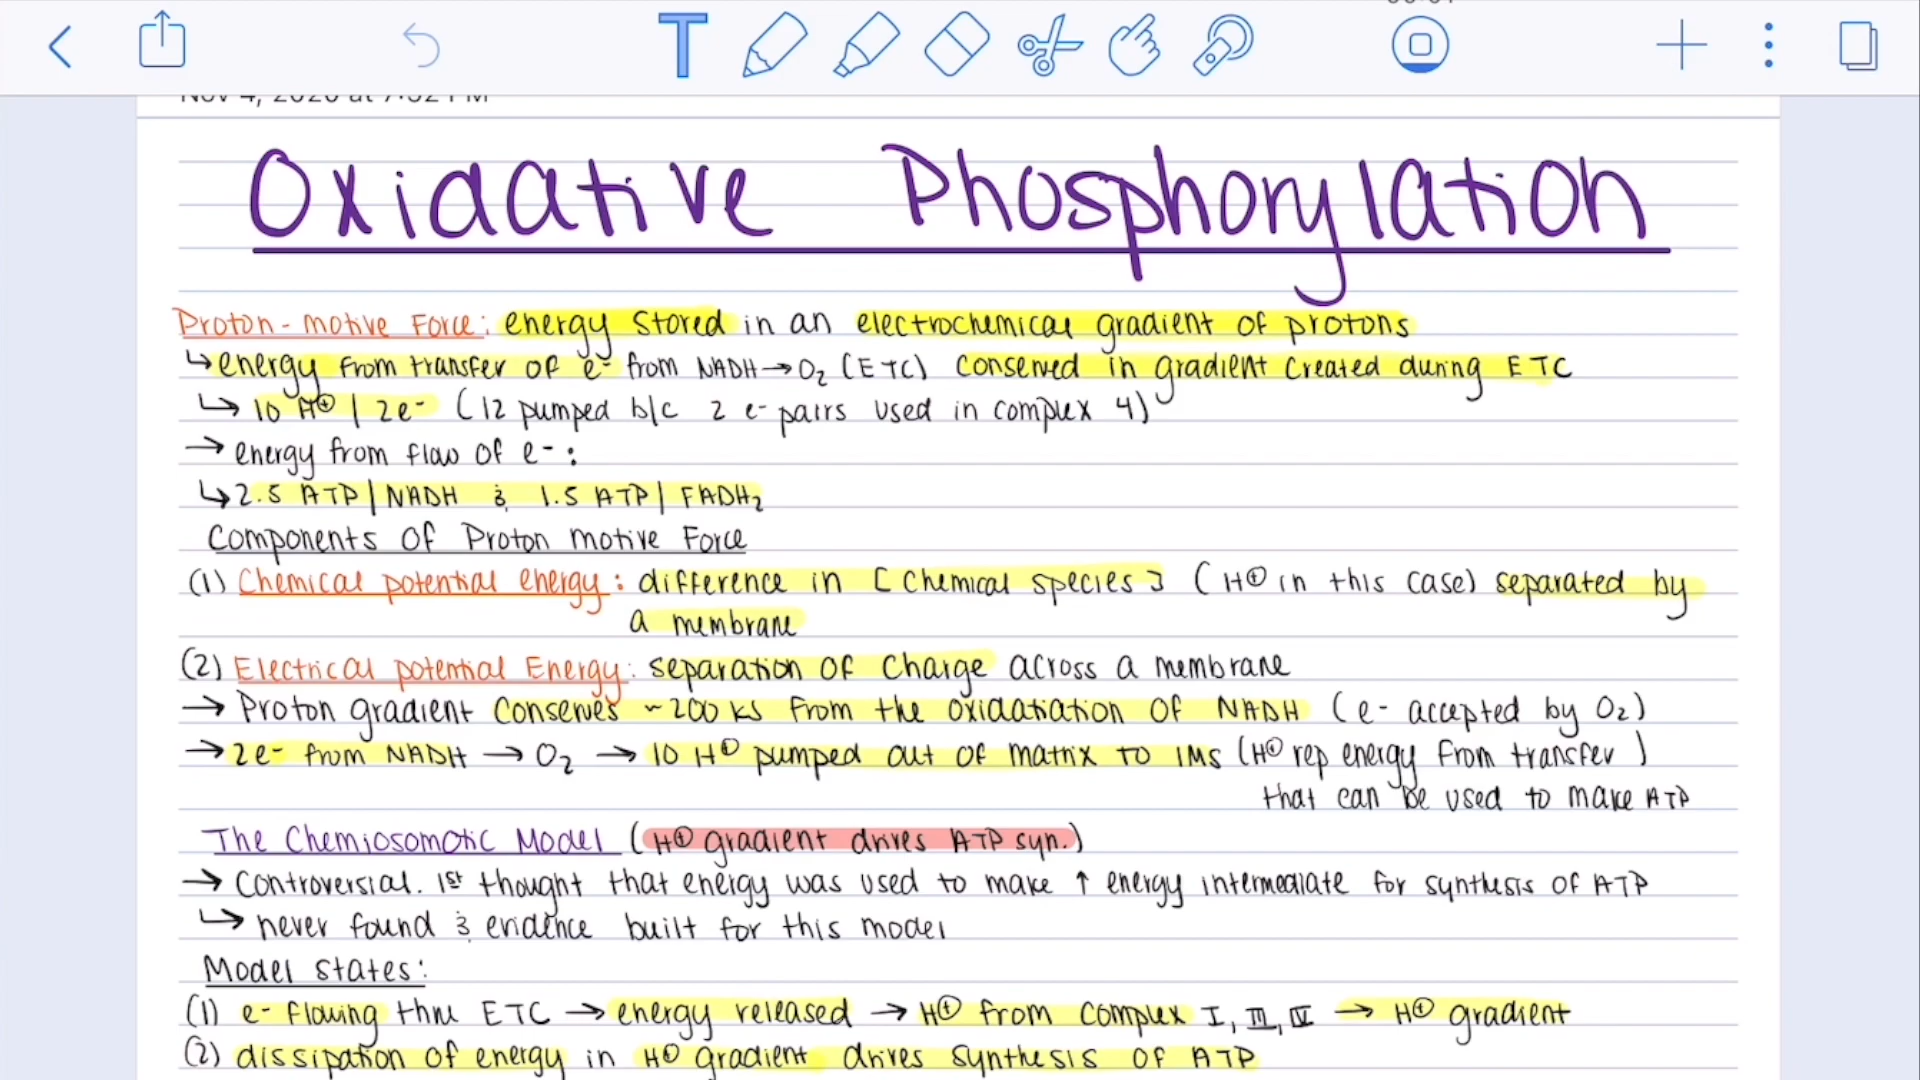 Nov 4, 2020 at 7:52 PM
Oxidative Phosphorylation
Proton-motive Force: energy stored in an electrochemical gradient of protons
↳ energy from transfer of e- from NADH → O₂ (ETC) conserved in gradient created during ETC
↳ 10 H⊕ | 2e- (12 pumped b/c 2 e- pairs used in complex 4)
→ energy from flow of e-:
↳ 2.5 ATP | NADH & 1.5 ATP | FADH₂
Components of Proton motive Force
(1) Chemical potential energy: difference in [chemical species] (H⊕ in this case) separated by
a membrane
(2) Electrical potential Energy: separation of charge across a membrane
→ Proton gradient conserves ~200 kJ from the oxidatiation of NADH (e- accepted by O₂)
→ 2e- from NADH → O₂ → 10 H⊕ pumped out of matrix to IMS (H⊕ rep energy from transfer)
that can be used to make ATP
The Chemiosomotic Model (H⊕ gradient drives ATP syn.)
→ controversial. 1st thought that energy was used to make ↑ energy intermediate for synthesis of ATP
↳ never found & evidence built for this model
Model states:
(1) e- flowing thru ETC → energy released → H⊕ from complex I, III, IV → H⊕ gradient
(2) dissipation of energy in H⊕ gradient drives synthesis of ATP